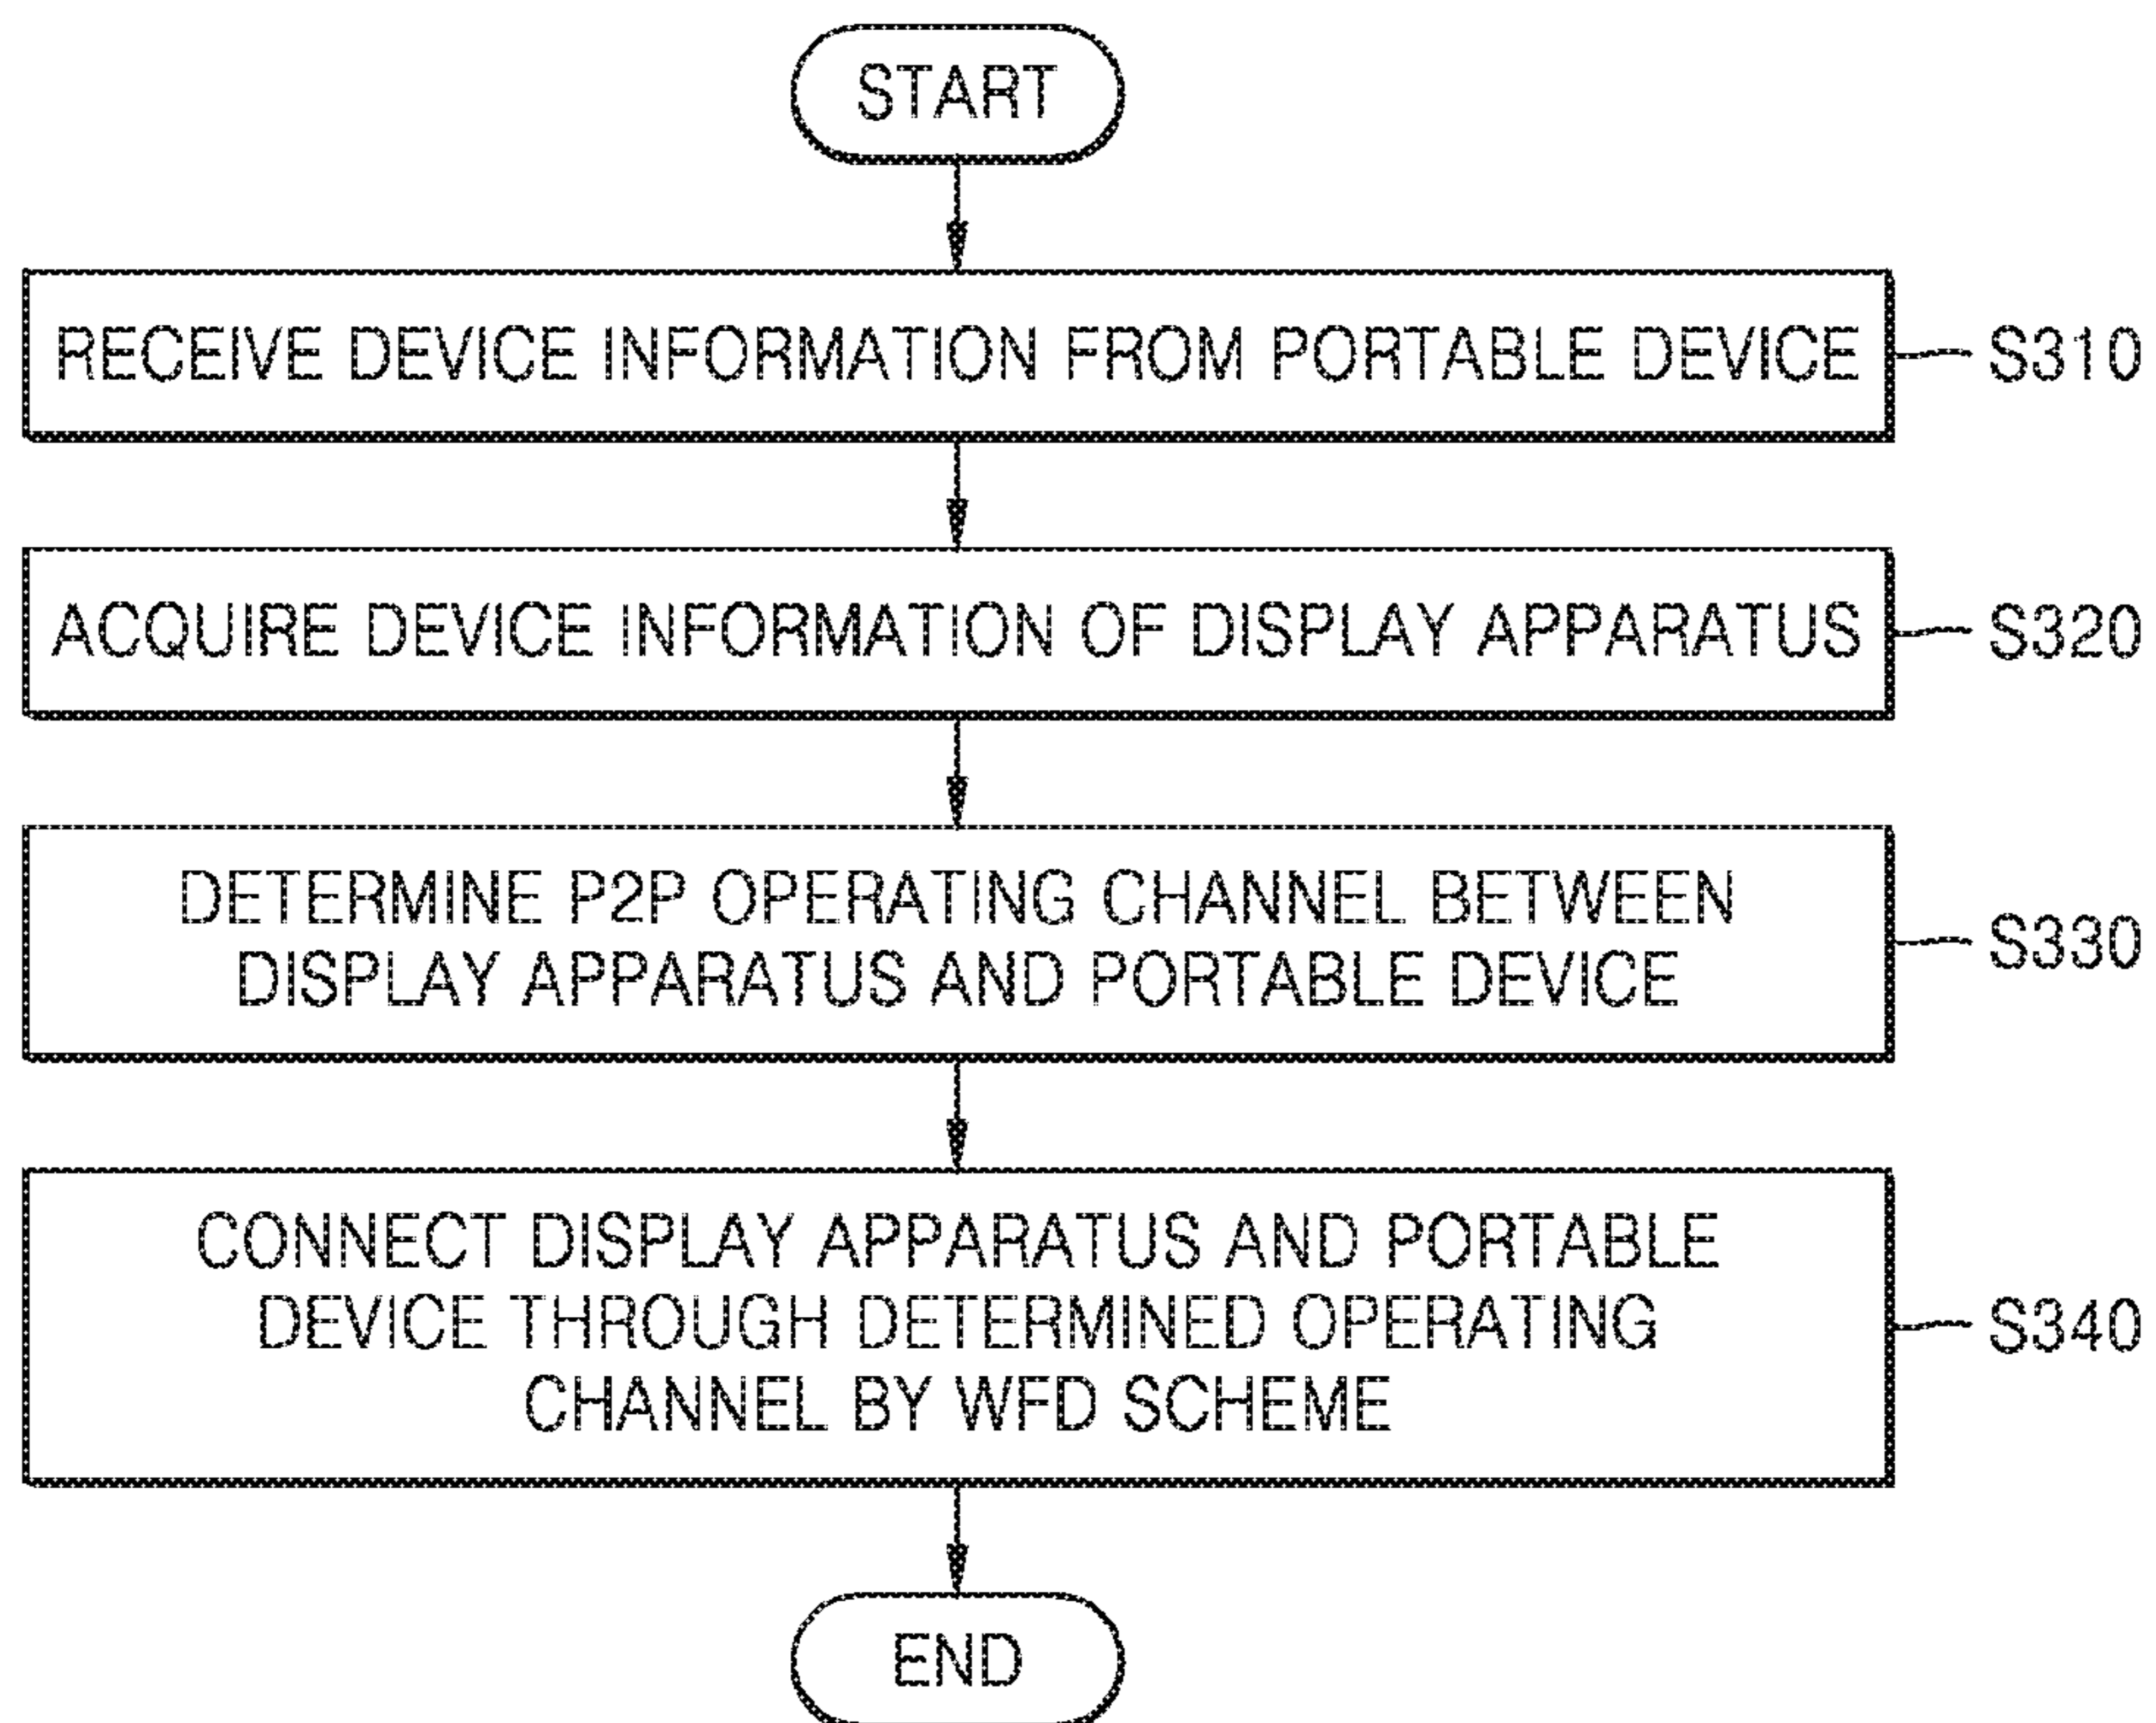 START
RECEIVE DEVICE INFORMATION FROM PORTABLE DEVICE
S310
ACQUIRE DEVICE INFORMATION OF DISPLAY APPARATUS
S320
DETERMINE P2P OPERATING CHANNEL BETWEEN
DISPLAY APPARATUS AND PORTABLE DEVICE
S330
CONNECT DISPLAY APPARATUS AND PORTABLE
DEVICE THROUGH DETERMINED OPERATING
CHANNEL BY WFD SCHEME
S340
END